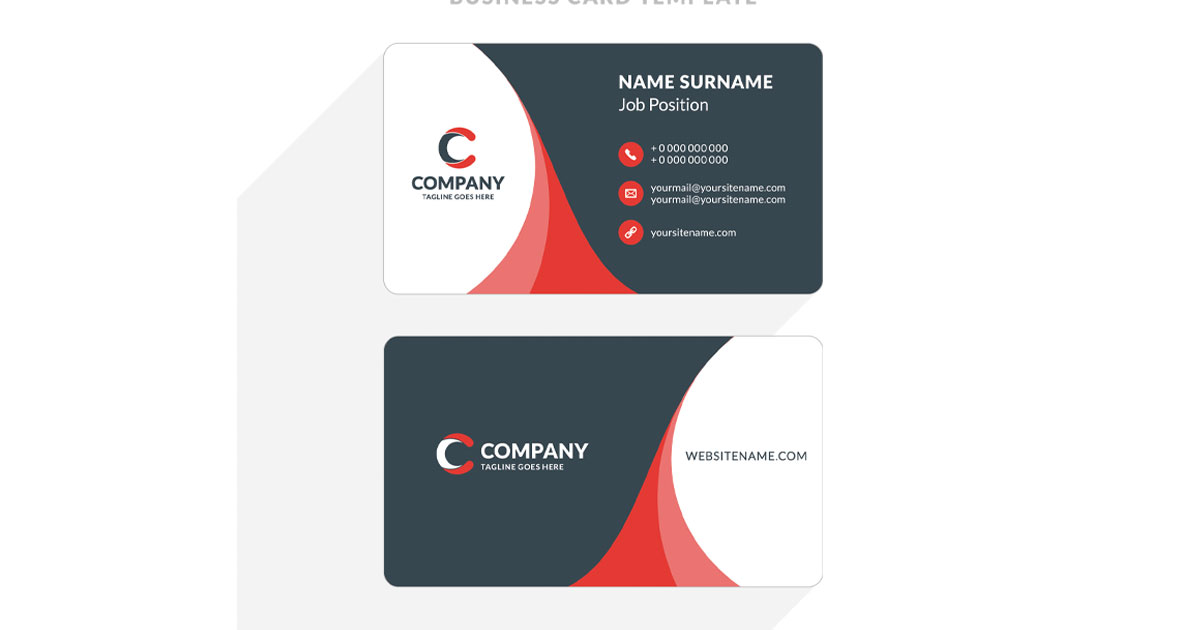 BUSINESS CARD TEMPLATE
NAME SURNAME
Job Position
COMPANY
TAGLINE GOES HERE
+ 0 000 000 000
+ 0 000 000 000
yourmail@yoursitename.com
yourmail@yoursitename.com
yoursitename.com
COMPANY
TAGLINE GOES HERE
WEBSITENAME.COM